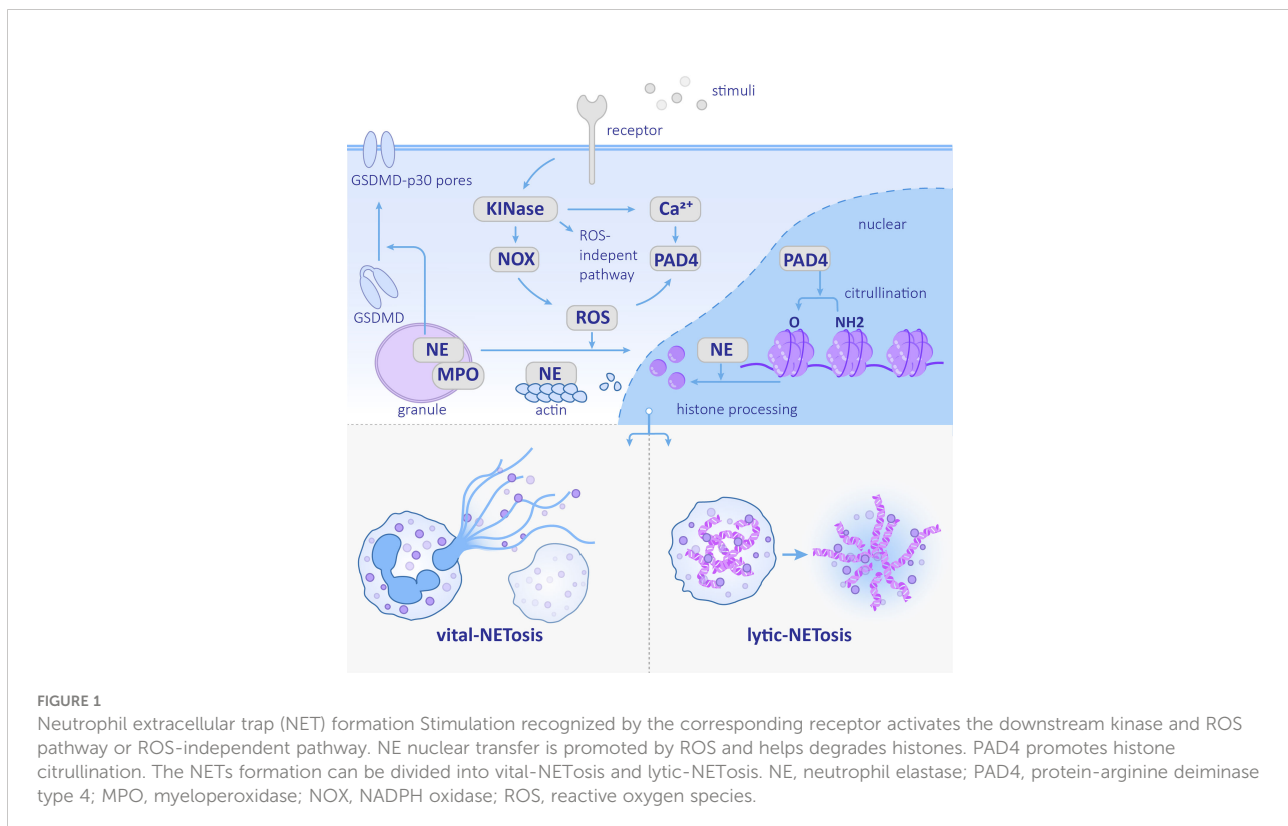 stimuli
receptor
GSDMD-p30 pores
KINase
Ca²⁺
nuclear
ROS-
indepent
pathway
NOX
PAD4
PAD4
citrullination
GSDMD
ROS
O
NH2
NE
MPO
NE
NE
granule
actin
histone processing
vital-NETosis
lytic-NETosis
FIGURE 1
Neutrophil extracellular trap (NET) formation Stimulation recognized by the corresponding receptor activates the downstream kinase and ROS
pathway or ROS-independent pathway. NE nuclear transfer is promoted by ROS and helps degrades histones. PAD4 promotes histone
citrullination. The NETs formation can be divided into vital-NETosis and lytic-NETosis. NE, neutrophil elastase; PAD4, protein-arginine deiminase
type 4; MPO, myeloperoxidase; NOX, NADPH oxidase; ROS, reactive oxygen species.